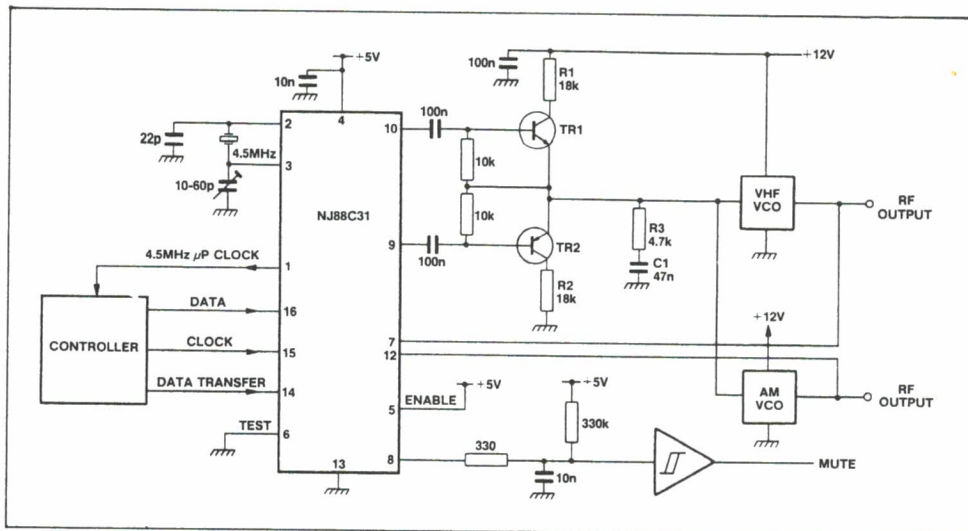 +5V
10n
4
2
22p
4.5MHz
3
10-60p
NJ88C31
4.5MHz µP CLOCK
1
CONTROLLER
DATA
16
CLOCK
15
DATA TRANSFER
14
TEST
6
13
10
100n
9
100n
10k
10k
100n
R1
18k
TR1
TR2
R2
18k
+12V
R3
4.7k
C1
47n
VHF
VCO
RF
OUTPUT
7
12
+12V
AM
VCO
RF
OUTPUT
ENABLE
5
+5V
+5V
330k
8
330
10n
MUTE